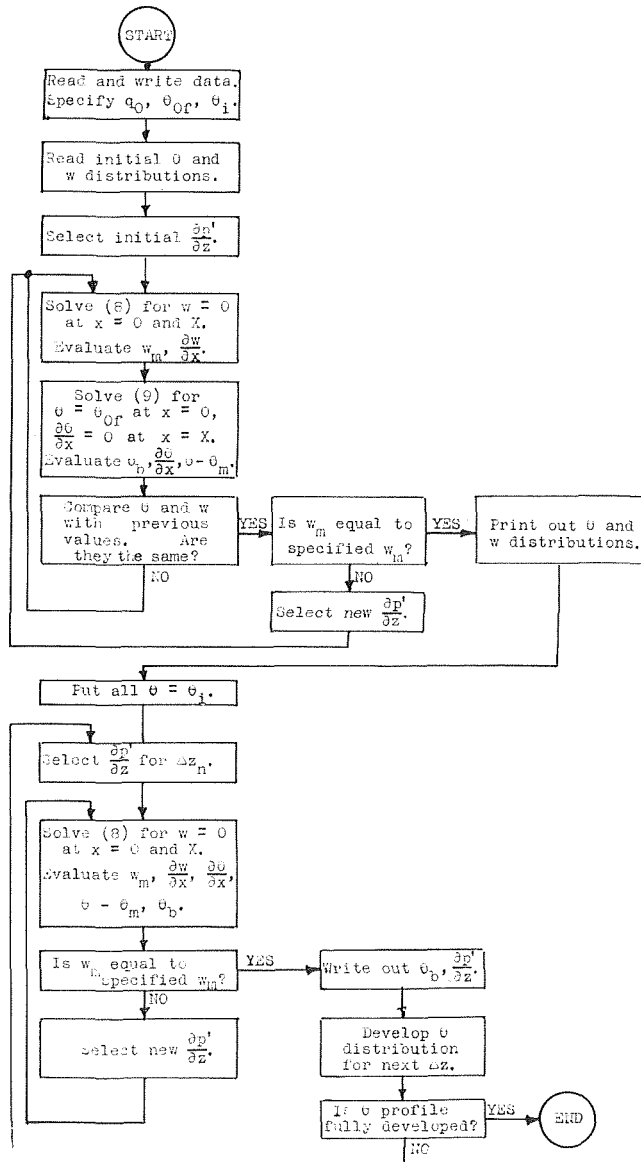 START
Read and write data.
Specify q₀, θ₀f, θᵢ.
Read initial θ and
w distributions.
Select initial ∂p'/∂z.
Solve (8) for w = 0
at x = 0 and X.
Evaluate wₘ, ∂w/∂x.
Solve (9) for
θ = θ₀f at x = 0,
∂θ/∂x = 0 at x = X.
Evaluate θ_b, ∂θ/∂x, θ-θₘ.
Compare θ and w
with previous
values. Are
they the same?
YES
NO
Is wₘ equal to
specified w_M?
YES
NO
Select new ∂p'/∂z.
Print out θ and
w distributions.
Put all θ = θᵢ.
Select ∂p'/∂z for Δzₙ.
Solve (8) for w = 0
at x = 0 and X.
Evaluate wₘ, ∂w/∂x, ∂θ/∂x,
θ - θₘ, θ_b.
Is wₘ equal to
specified w_M?
YES
NO
Select new ∂p'/∂z.
Write out θ_b, ∂p'/∂z.
Develop θ
distribution
for next Δz.
Is θ profile
fully developed?
YES
NO
END